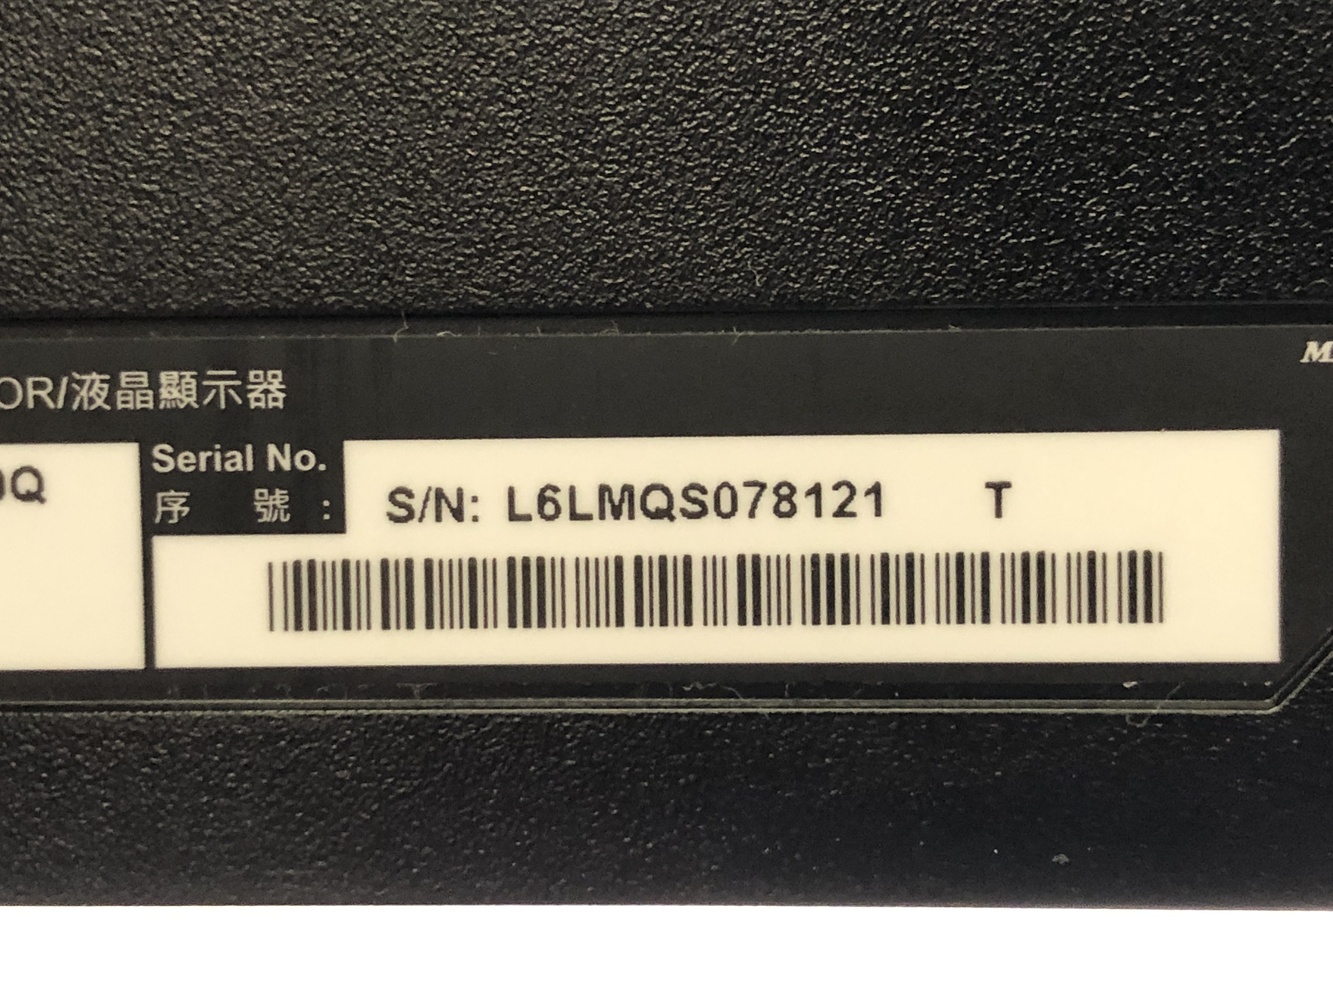 OR/液晶顯示器
Q
Serial No.
序 號 :
S/N: L6LMQS078121 T